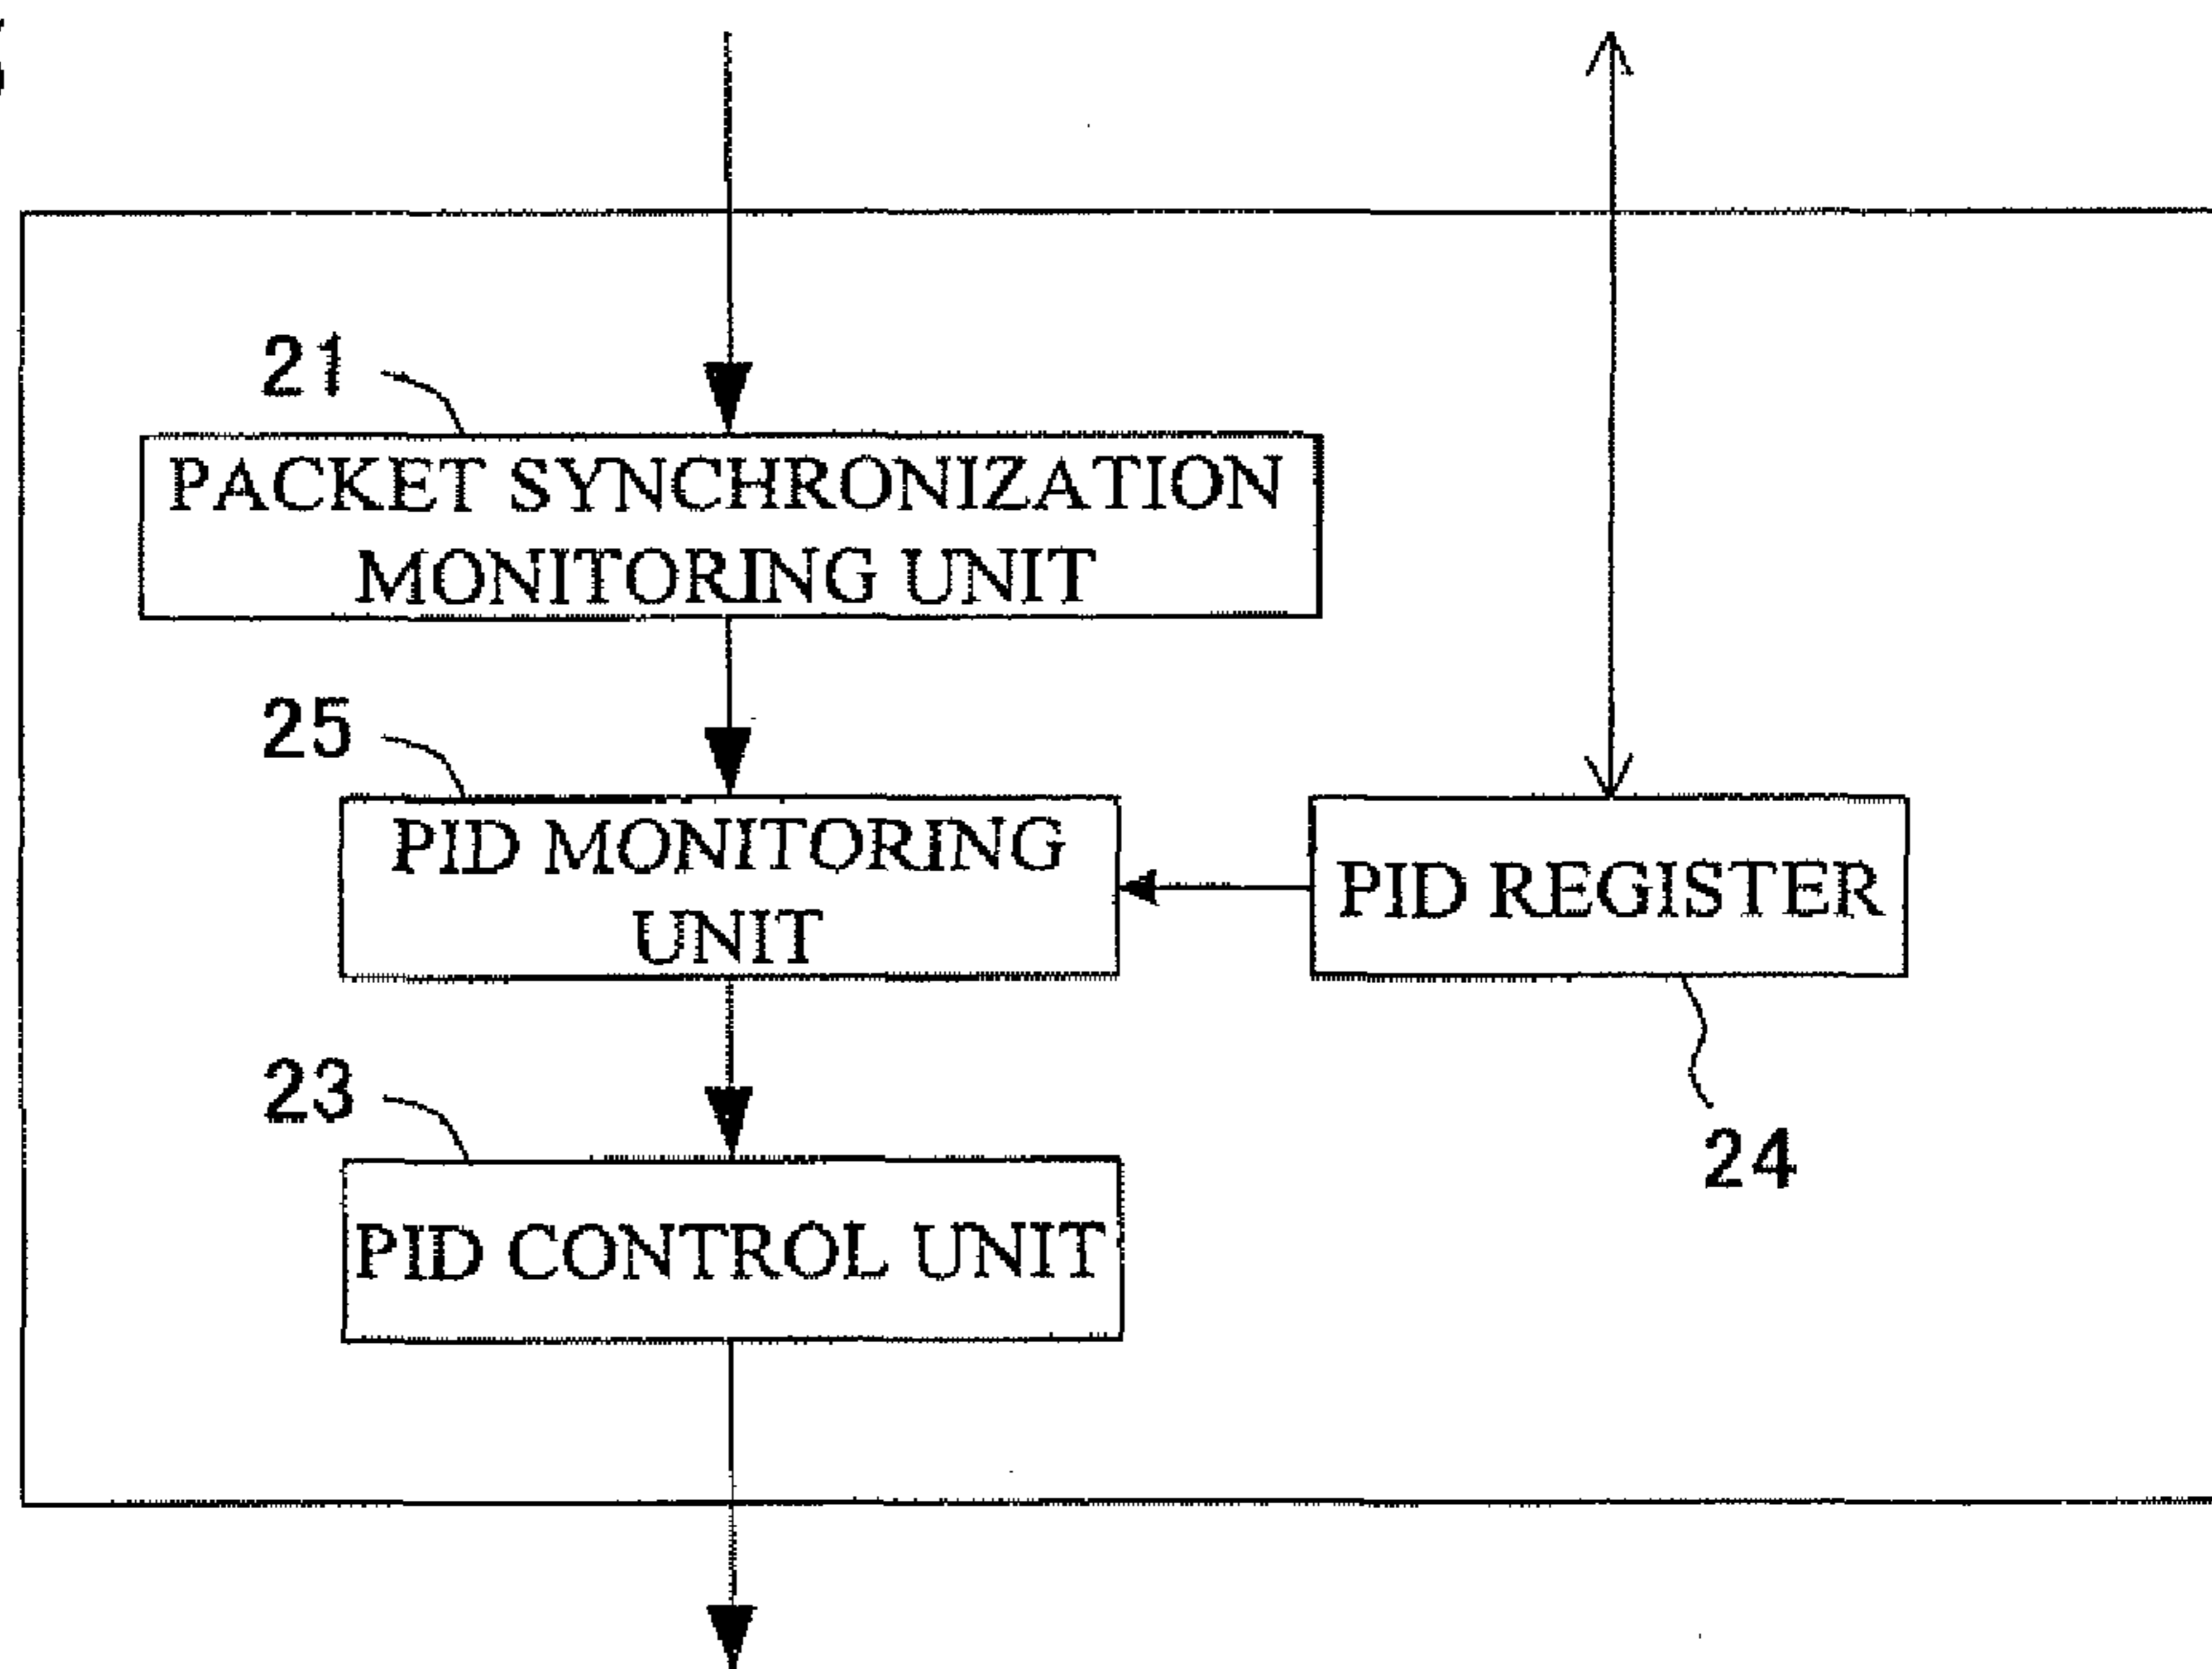 21
PACKET SYNCHRONIZATION
MONITORING UNIT
25
PID MONITORING
UNIT
PID REGISTER
23
24
PID CONTROL UNIT